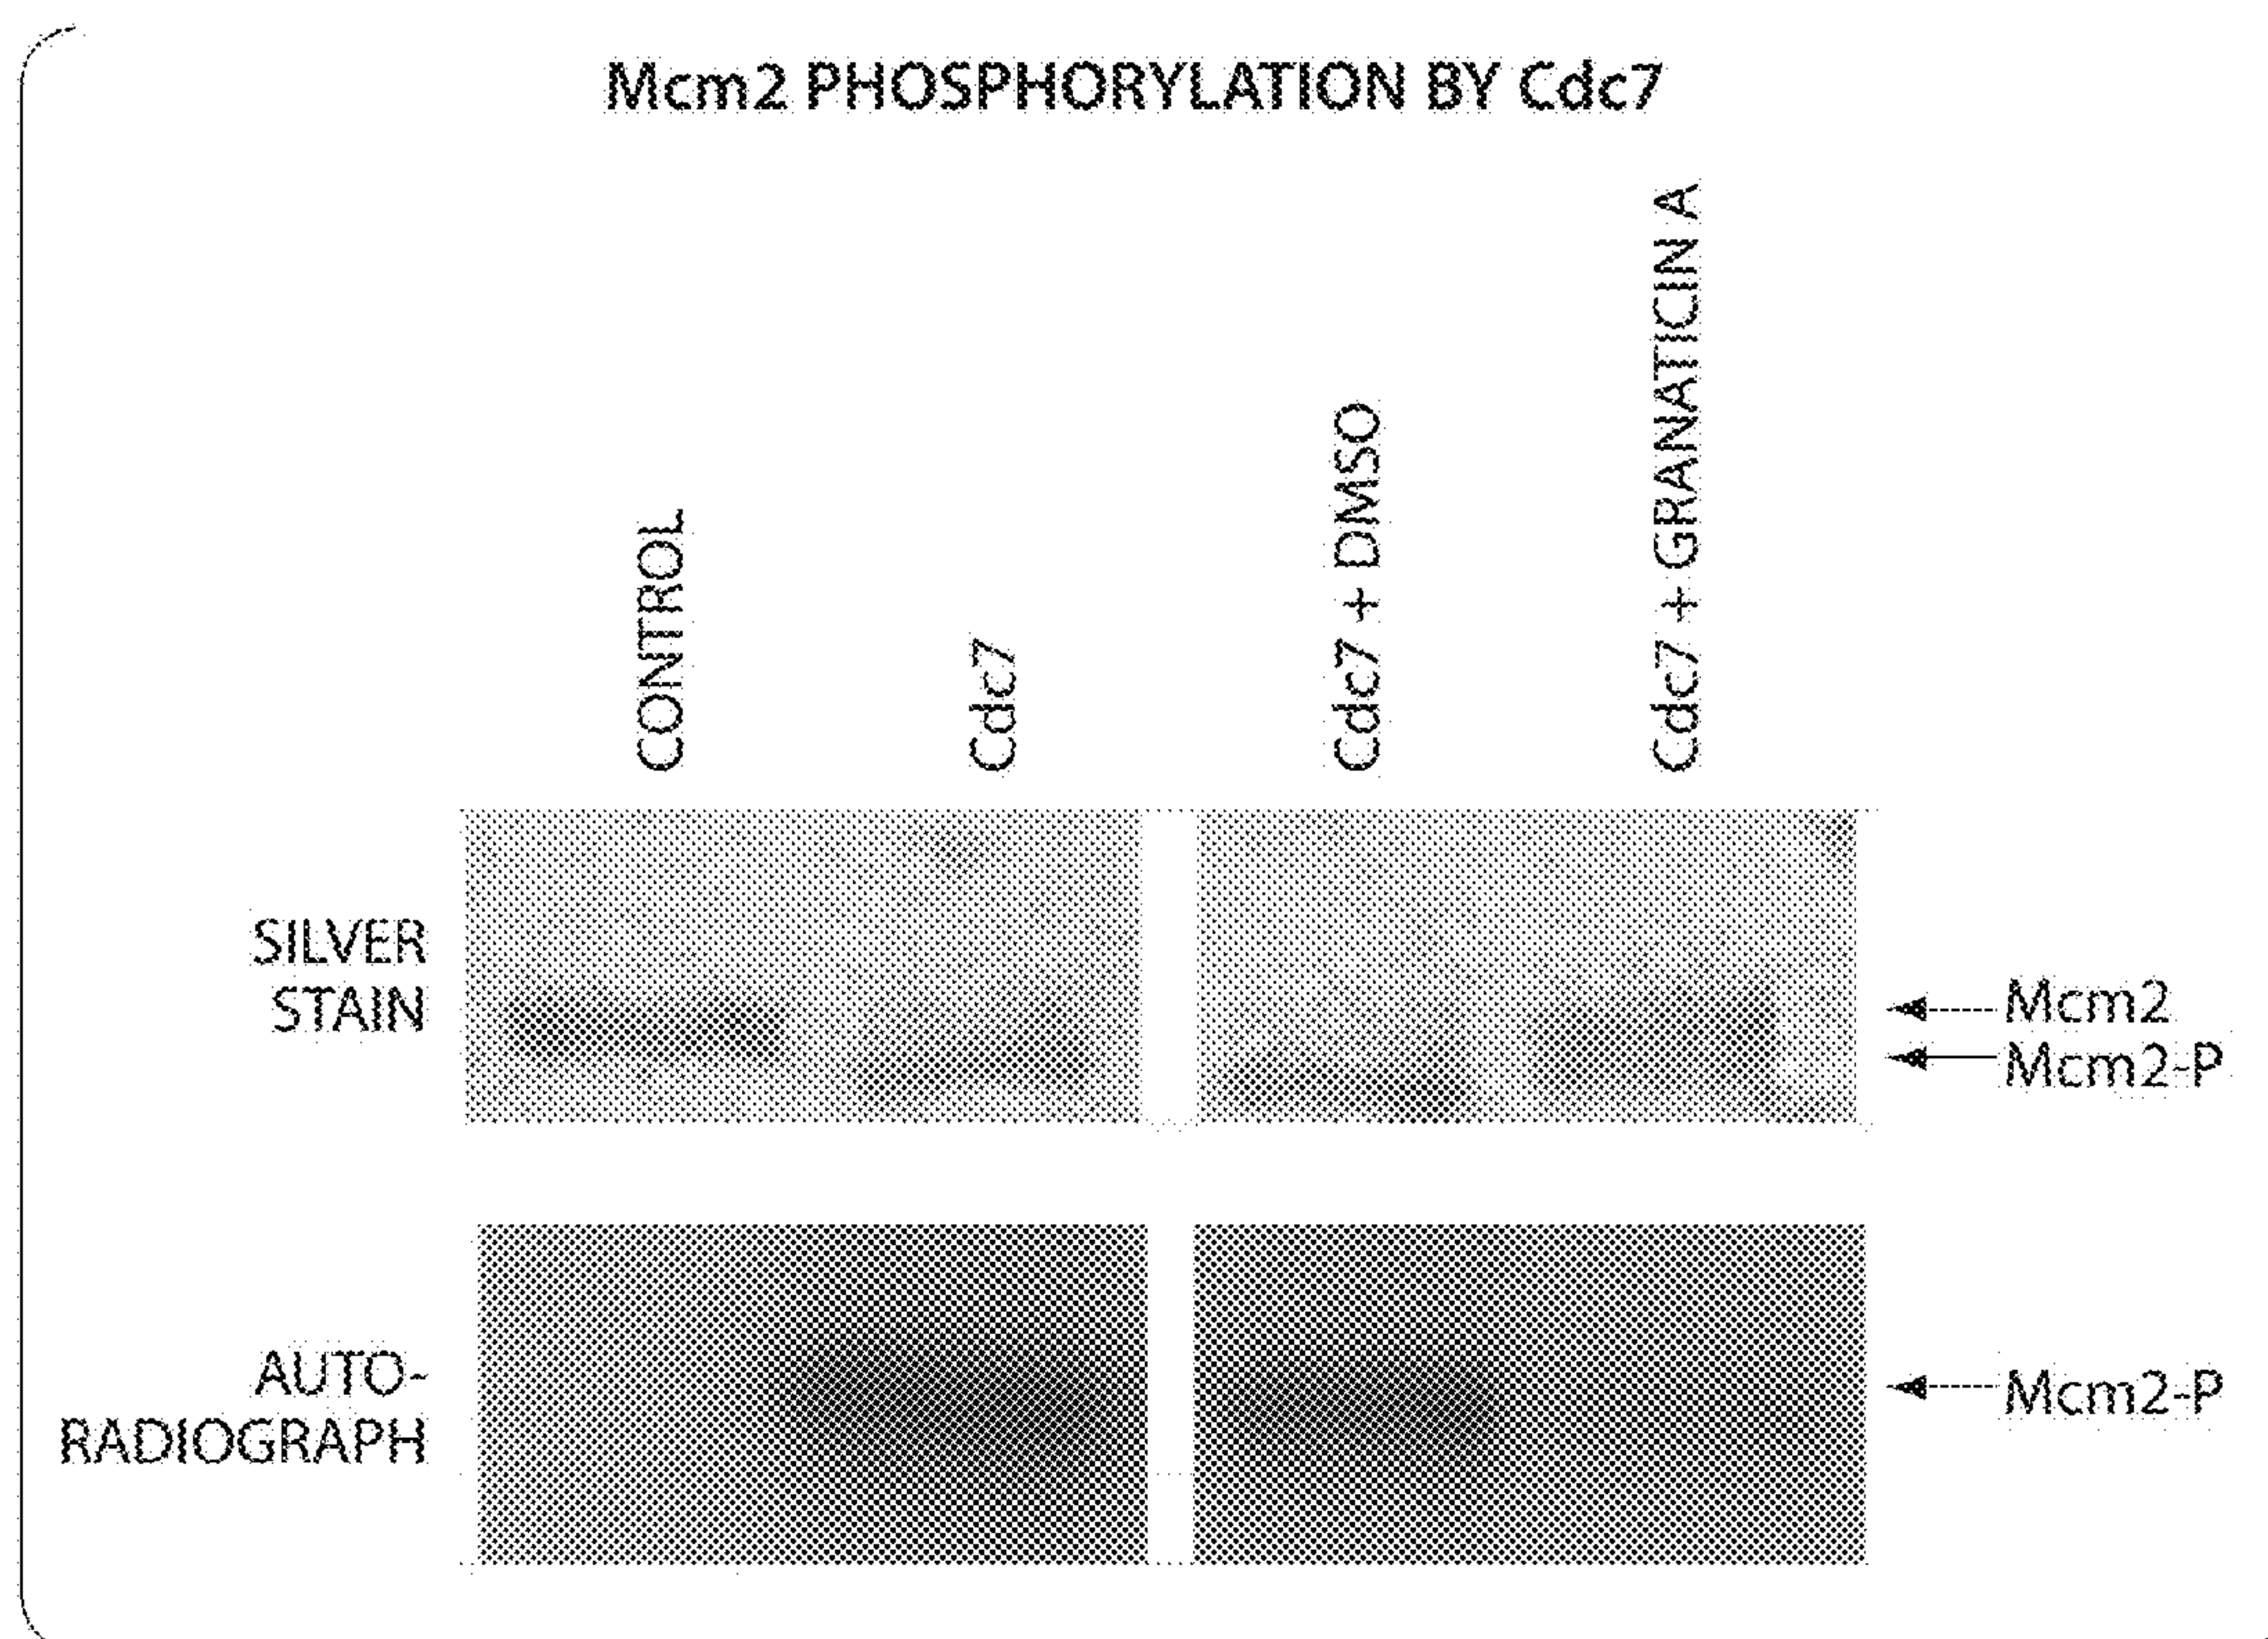 Mcm2 PHOSPHORYLATION BY Cdc7
CONTROL
Cdc7
Cdc7 + DMSO
Cdc7 + GRANATICIN A
SILVER
STAIN
Mcm2
Mcm2-P
AUTO-
RADIOGRAPH
Mcm2-P